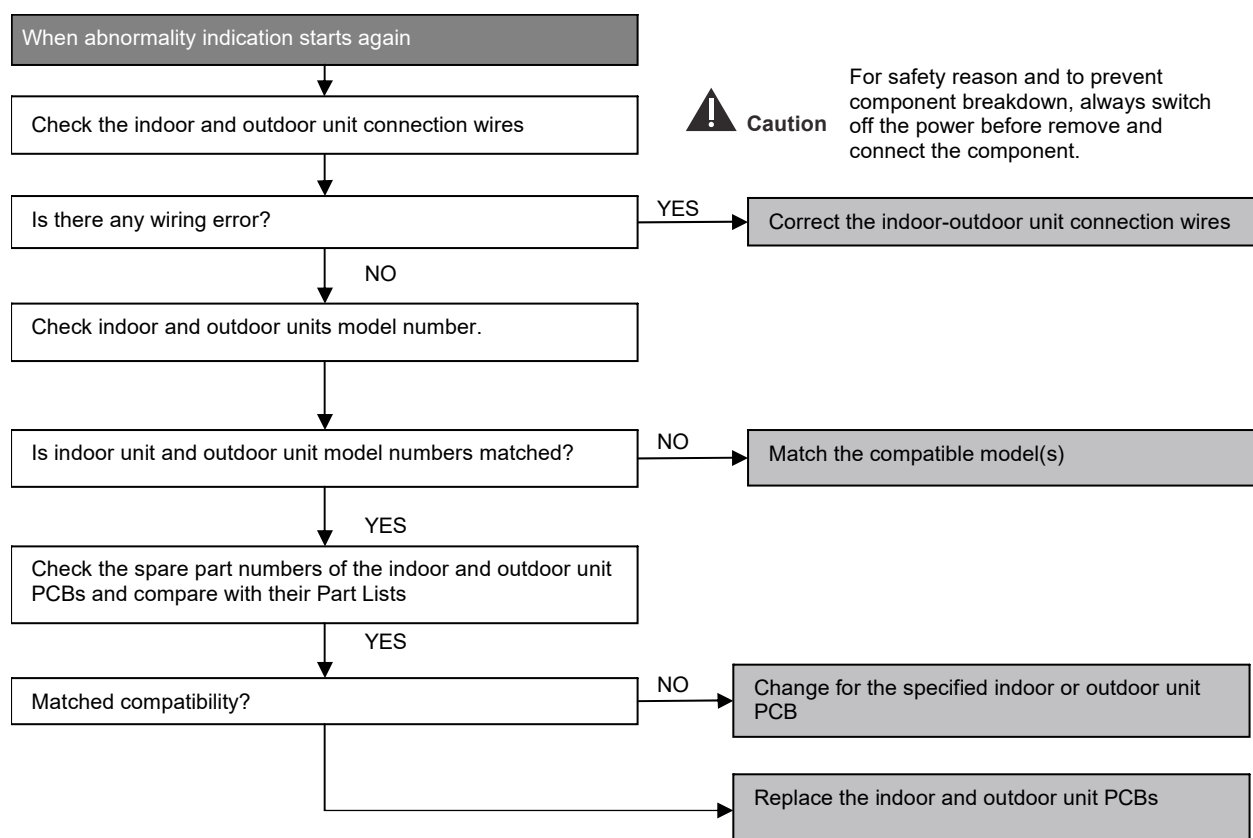 When abnormality indication starts again
For safety reason and to prevent
component breakdown, always switch
off the power before remove and
connect the component.
Caution
Check the indoor and outdoor unit connection wires
Is there any wiring error?
YES
Correct the indoor-outdoor unit connection wires
NO
Check indoor and outdoor units model number.
Is indoor unit and outdoor unit model numbers matched?
NO
Match the compatible model(s)
YES
Check the spare part numbers of the indoor and outdoor unit
PCBs and compare with their Part Lists
YES
Matched compatibility?
NO
Change for the specified indoor or outdoor unit
PCB
Replace the indoor and outdoor unit PCBs